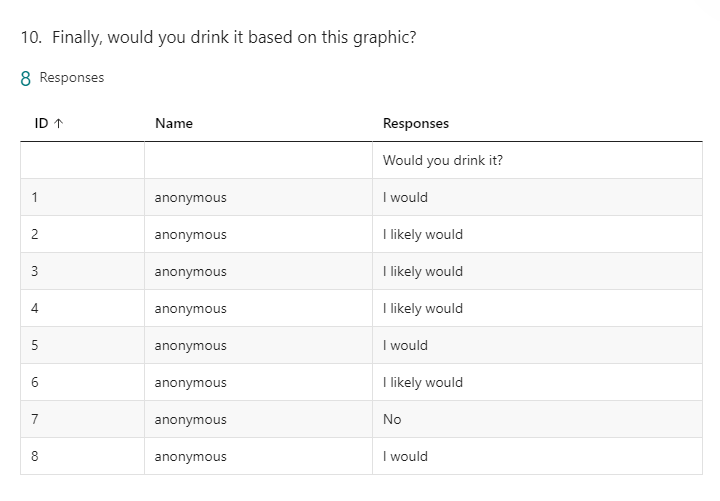 10. Finally, would you drink it based on this graphic?
8 Responses
ID ↑ Name Responses
Would you drink it?
1 anonymous I would
2 anonymous I likely would
3 anonymous I likely would
4 anonymous I likely would
5 anonymous I would
6 anonymous I likely would
7 anonymous No
8 anonymous I would